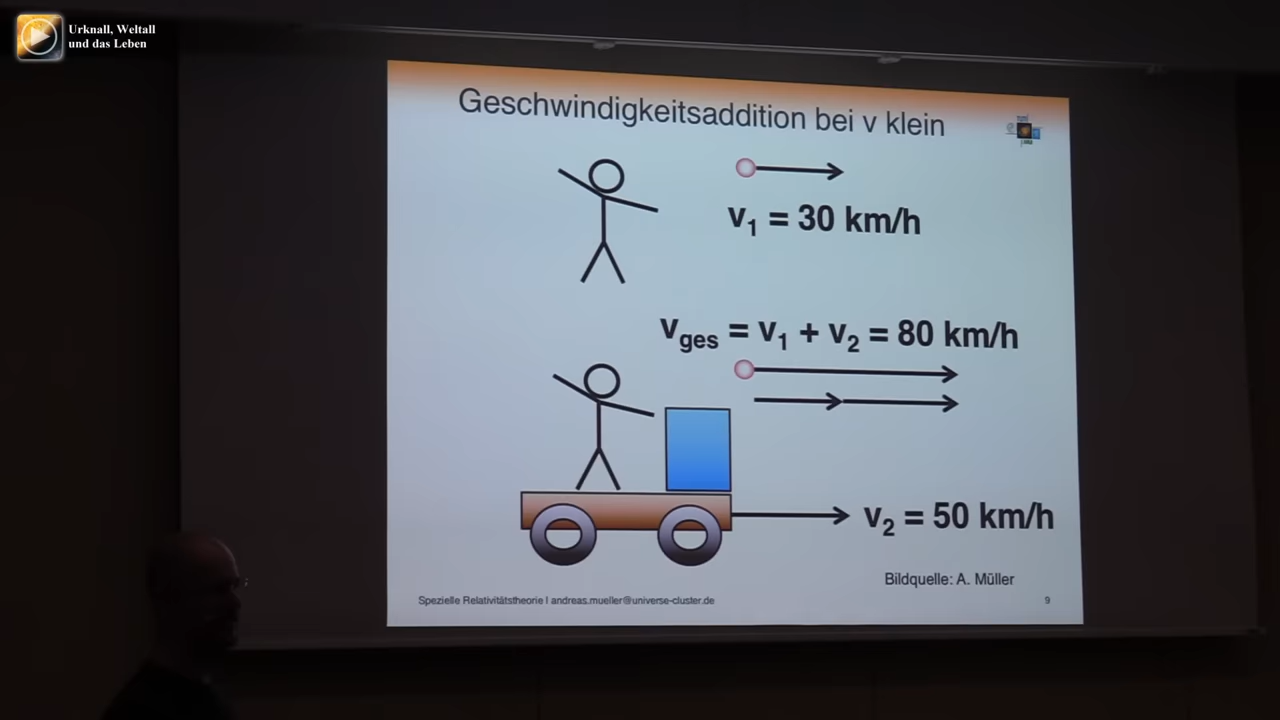 Urknall, Weltall
und das Leben
Geschwindigkeitsaddition bei v klein
v₁ = 30 km/h
v_ges = v₁ + v₂ = 80 km/h
v₂ = 50 km/h
Bildquelle: A. Müller
Spezielle Relativitätstheorie I andreas.mueller@universe-cluster.de
9